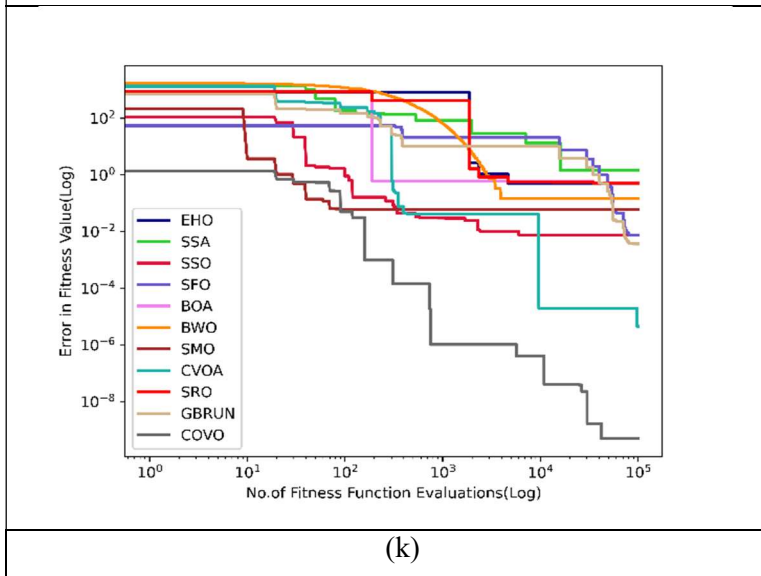 Error in Fitness Value(Log)
10^2
10^0
10^-2
10^-4
10^-6
10^-8
EHO
SSA
SSO
SFO
BOA
BWO
SMO
CVOA
SRO
GBRUN
COVO
10^0 10^1 10^2 10^3 10^4 10^5
No.of Fitness Function Evaluations(Log)
(k)